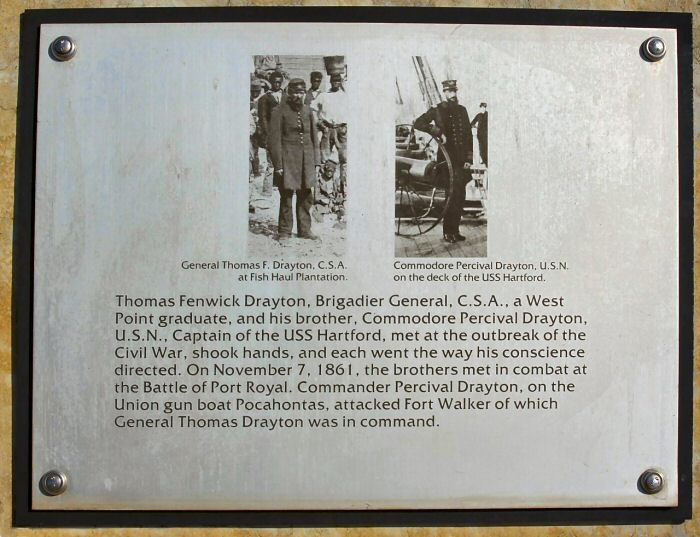 General Thomas F. Drayton, C.S.A.
at Fish Haul Plantation.
Commodore Percival Drayton, U.S.N.
on the deck of the USS Hartford.
Thomas Fenwick Drayton, Brigadier General, C.S.A., a West
Point graduate, and his brother, Commodore Percival Drayton,
U.S.N., Captain of the USS Hartford, met at the outbreak of the
Civil War, shook hands, and each went the way his conscience
directed. On November 7, 1861, the brothers met in combat at
the Battle of Port Royal. Commander Percival Drayton, on the
Union gun boat Pocahontas, attacked Fort Walker of which
General Thomas Drayton was in command.